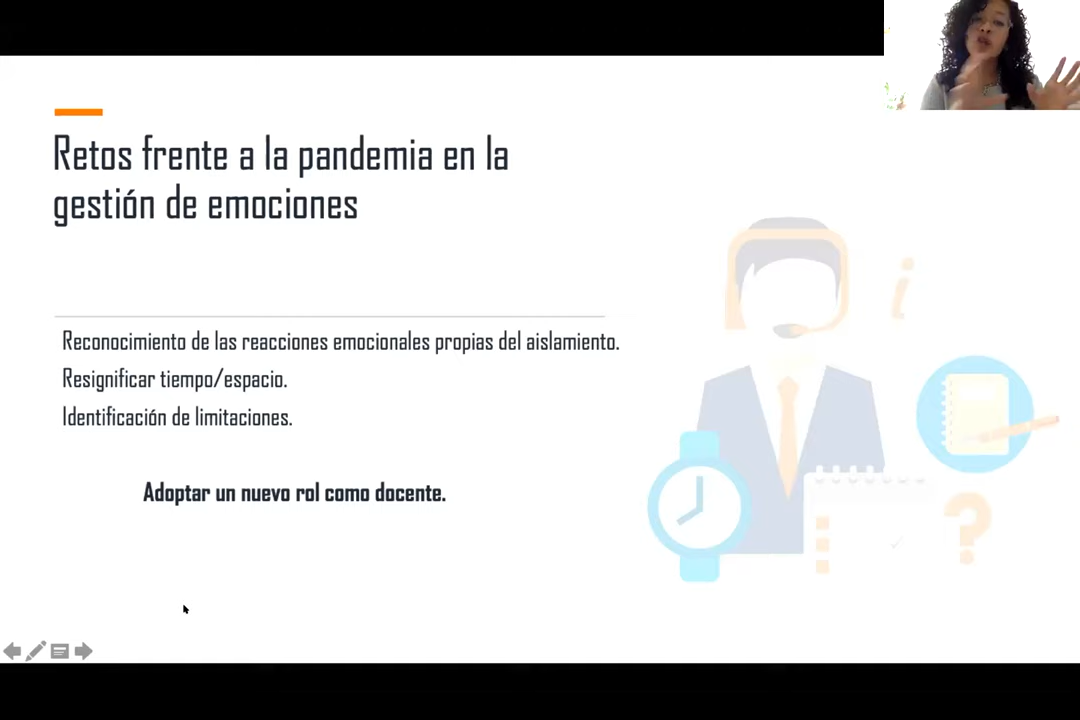 Retos frente a la pandemia en la
gestión de emociones
Reconocimiento de las reacciones emocionales propias del aislamiento.
Resignificar tiempo/espacio.
Identificación de limitaciones.
Adoptar un nuevo rol como docente.
i
?